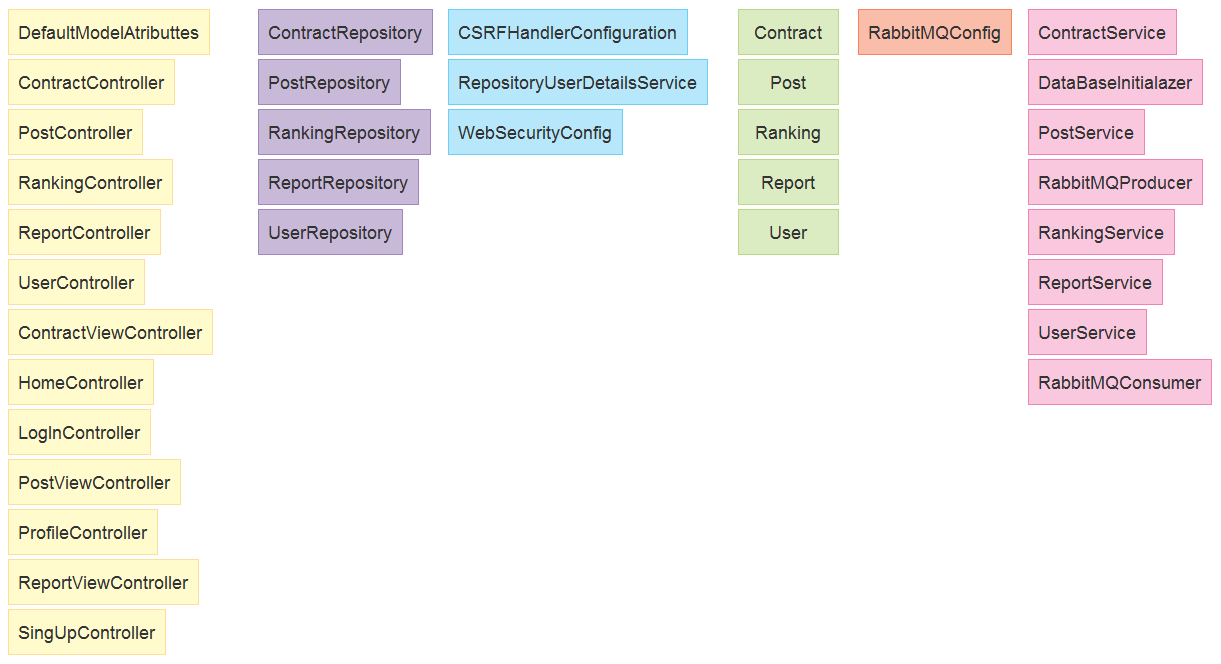 DefaultModelAtributtes
ContractController
PostController
RankingController
ReportController
UserController
ContractViewController
HomeController
LogInController
PostViewController
ProfileController
ReportViewController
SingUpController
ContractRepository
PostRepository
RankingRepository
ReportRepository
UserRepository
CSRFHandlerConfiguration
RepositoryUserDetailsService
WebSecurityConfig
Contract
Post
Ranking
Report
User
RabbitMQConfig
ContractService
DataBaseInitialazer
PostService
RabbitMQProducer
RankingService
ReportService
UserService
RabbitMQConsumer